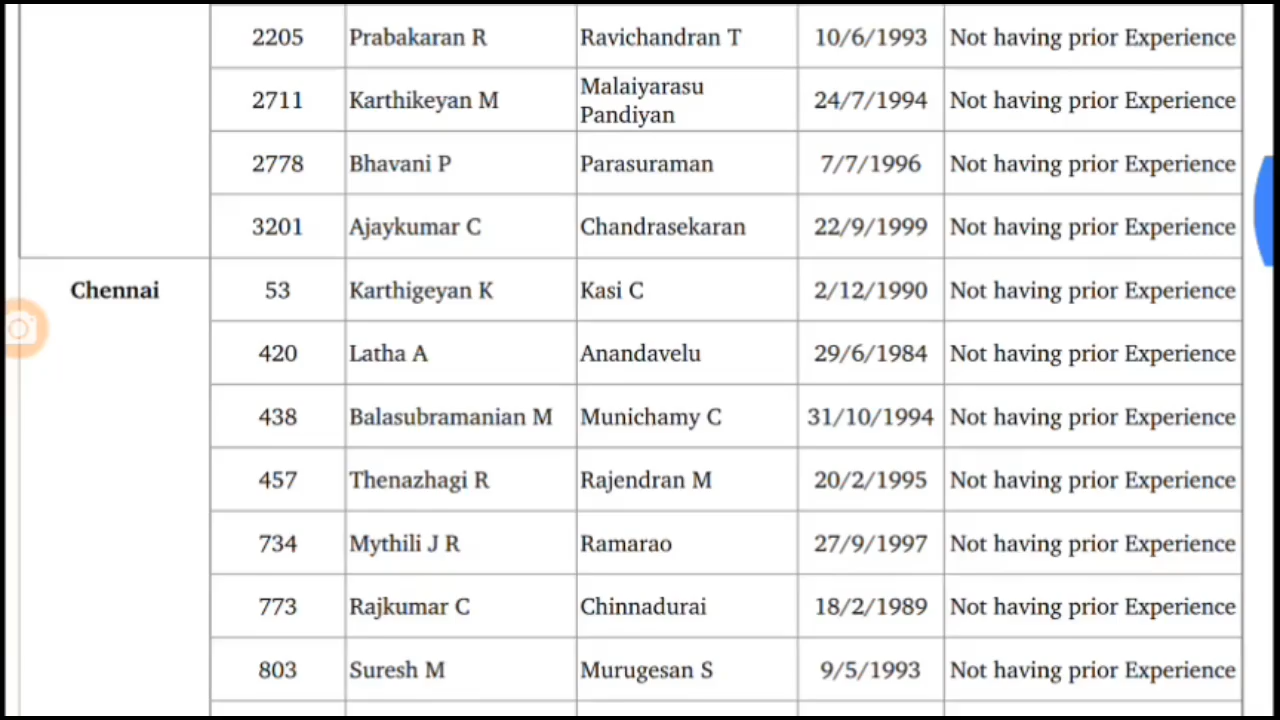 2205 Prabakaran R Ravichandran T 10/6/1993 Not having prior Experience
2711 Karthikeyan M Malaiyarasu Pandiyan 24/7/1994 Not having prior Experience
2778 Bhavani P Parasuraman 7/7/1996 Not having prior Experience
3201 Ajaykumar C Chandrasekaran 22/9/1999 Not having prior Experience
Chennai 53 Karthigeyan K Kasi C 2/12/1990 Not having prior Experience
420 Latha A Anandavelu 29/6/1984 Not having prior Experience
438 Balasubramanian M Munichamy C 31/10/1994 Not having prior Experience
457 Thenazhagi R Rajendran M 20/2/1995 Not having prior Experience
734 Mythili J R Ramarao 27/9/1997 Not having prior Experience
773 Rajkumar C Chinnadurai 18/2/1989 Not having prior Experience
803 Suresh M Murugesan S 9/5/1993 Not having prior Experience